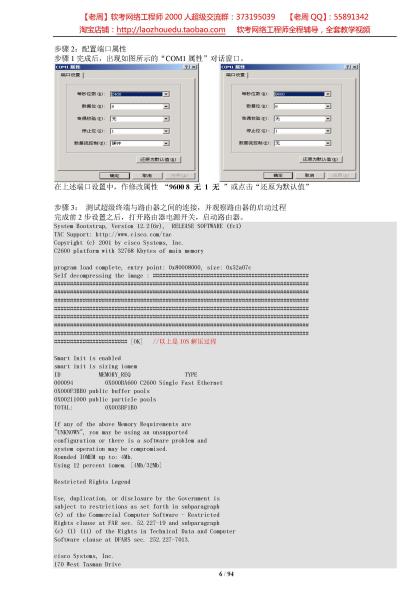 【老周】软考网络工程师 2000 人超级交流群：373195039 【老周 QQ】：55891342
淘宝店铺：http://laozhouedu.taobao.com 软考网络工程师全程辅导，全套教学视频
步骤 2：配置端口属性
步骤 1 完成后，出现如图所示的“COM1 属性”对话窗口。
COM1 属性
端口设置
每秒位数(B): 2400
数据位(D): 8
奇偶校验(P): 无
停止位(S): 1
数据流控制(F): 硬件
还原为默认值(R)
确定 取消 应用(A)
COM1 属性
端口设置
每秒位数(B): 9600
数据位(D): 8
奇偶校验(P): 无
停止位(S): 1
数据流控制(F): 无
还原为默认值(R)
确定 取消 应用(A)
在上述端口设置中，作修改属性 “9600 8 无 1 无 ”或点击“还原为默认值”
步骤 3： 测试超级终端与路由器之间的连接，并观察路由器的启动过程
完成前 2 步设置之后，打开路由器电源开关，启动路由器。
System Bootstrap, Version 12.2(6r), RELEASE SOFTWARE (fc1)
TAC Support: http://www.cisco.com/tac
Copyright (c) 2001 by cisco Systems, Inc.
C2600 platform with 32768 Kbytes of main memory
program load complete, entry point: 0x80008000, size: 0x52a07c
Self decompressing the image :
[OK] //以上是 IOS 解压过程
Smart Init is enabled
smart init is sizing iomem
ID MEMORY_REQ TYPE
000094 0X000BA600 C2600 Single Fast Ethernet
0X000F3BB0 public buffer pools
0X00211000 public particle pools
TOTAL: 0X003BF1B0
If any of the above Memory Requirements are
"UNKNOWN", you may be using an unsupported
configuration or there is a software problem and
system operation may be compromised.
Rounded IOMEM up to: 4Mb.
Using 12 percent iomem. [4Mb/32Mb]
Restricted Rights Legend
Use, duplication, or disclosure by the Government is
subject to restrictions as set forth in subparagraph
(c) of the Commercial Computer Software - Restricted
Rights clause at FAR sec. 52.227-19 and subparagraph
(c) (1) (ii) of the Rights in Technical Data and Computer
Software clause at DFARS sec. 252.227-7013.
cisco Systems, Inc.
170 West Tasman Drive
6 / 94